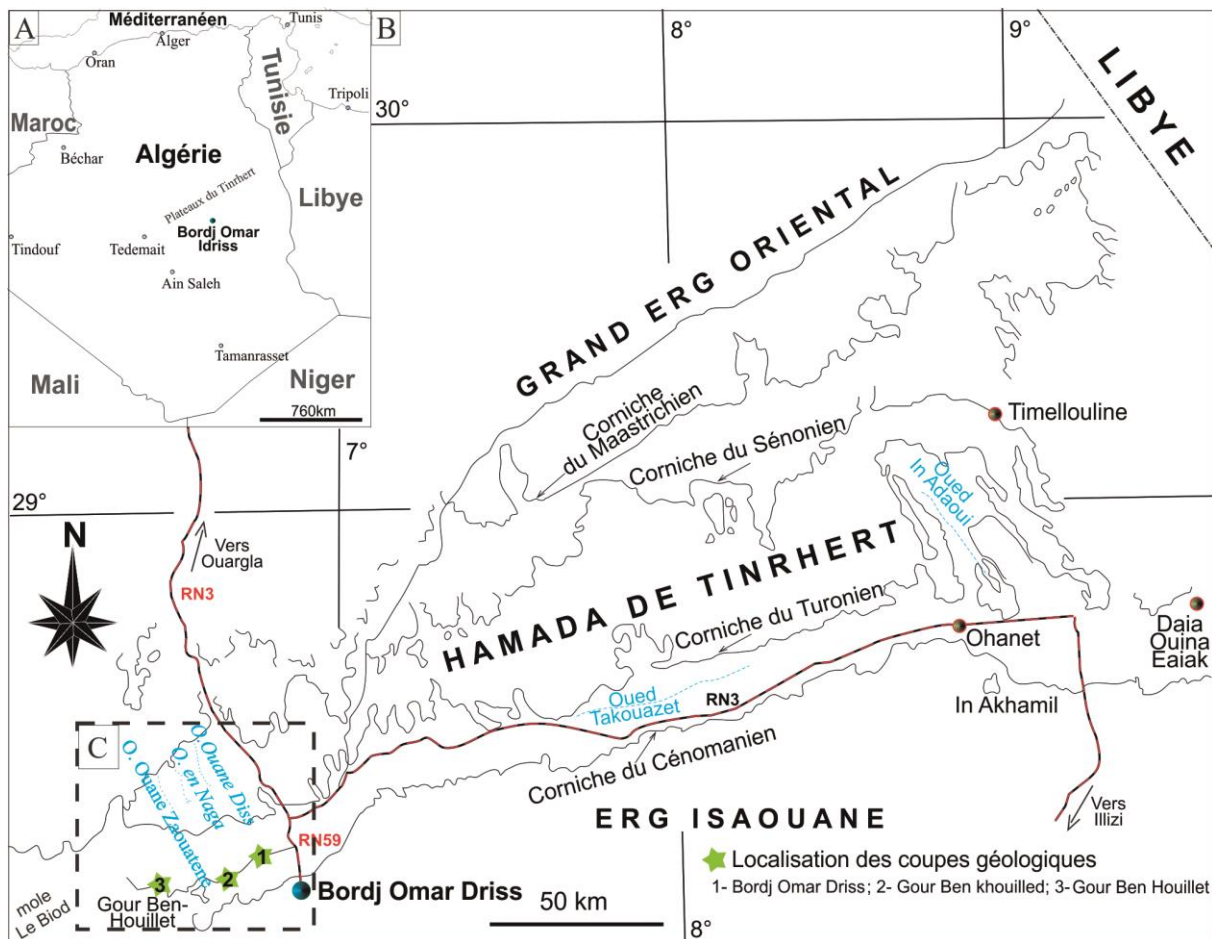 A
Méditerranéen
Alger
Oran
Tunis
Tunisie
Tripoli
Maroc
Béchar
Algérie
Plateaux du Tinrhert
Libye
Bordj Omar
Idriss
Tindouf
Tedemait
Ain Saleh
Tamanrasset
Mali
Niger
760km
B
8°
9°
30°
LIBYE
GRAND ERG ORIENTAL
Corniche
du Maastrichien
Corniche du Sénonien
Timellouline
7°
29°
Oued
In Adaoui
N
Vers
Ouargla
RN3
HAMADA DE TINRHERT
Corniche du Turonien
Ohanet
Daia
Ouina
Eaiak
Oued
Takouazet
RN3
In Akhamil
Corniche du Cénomanien
C
O. Ouane Diss
O. en Naga
O. Ouane Zaouatene
RN59
ERG ISAOUANE
Vers
Illizi
1
2
3
Gour Ben-
Houillet
mole
Le Biod
Bordj Omar Driss
50 km
8°
Localisation des coupes géologiques
1- Bordj Omar Driss; 2- Gour Ben khouilled; 3-Gour Ben Houillet